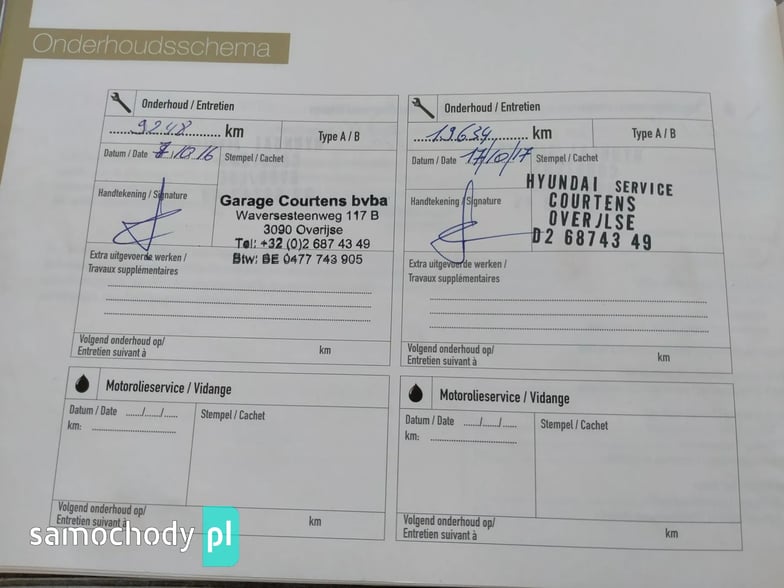 Onderhoudsschema
Onderhoud / Entretien
9248 km
Type A / B
Datum / Date 7/10/16
Stempel / Cachet
Handtekening / Signature
Garage Courtens bvba
Waversesteenweg 117 B
3090 Overijse
Tel: +32 (0)2 687 43 49
Btw: BE 0477 743 905
Extra uitgevoerde werken /
Travaux supplémentaires
Volgend onderhoud op/
Entretien suivant à
km
Onderhoud / Entretien
19634 km
Type A / B
Datum / Date 17/10/17
Stempel / Cachet
Handtekening / Signature
HYUNDAI SERVICE
COURTENS
OVERJLSE
D2 68743 49
Extra uitgevoerde werken /
Travaux supplémentaires
Volgend onderhoud op/
Entretien suivant à
km
Motorolieservice / Vidange
Datum / Date ....../....../......
km:
Stempel / Cachet
Volgend onderhoud op/
Entretien suivant à
km
Motorolieservice / Vidange
Datum / Date ....../....../......
km:
Stempel / Cachet
Volgend onderhoud op/
Entretien suivant à
km
samochody pl